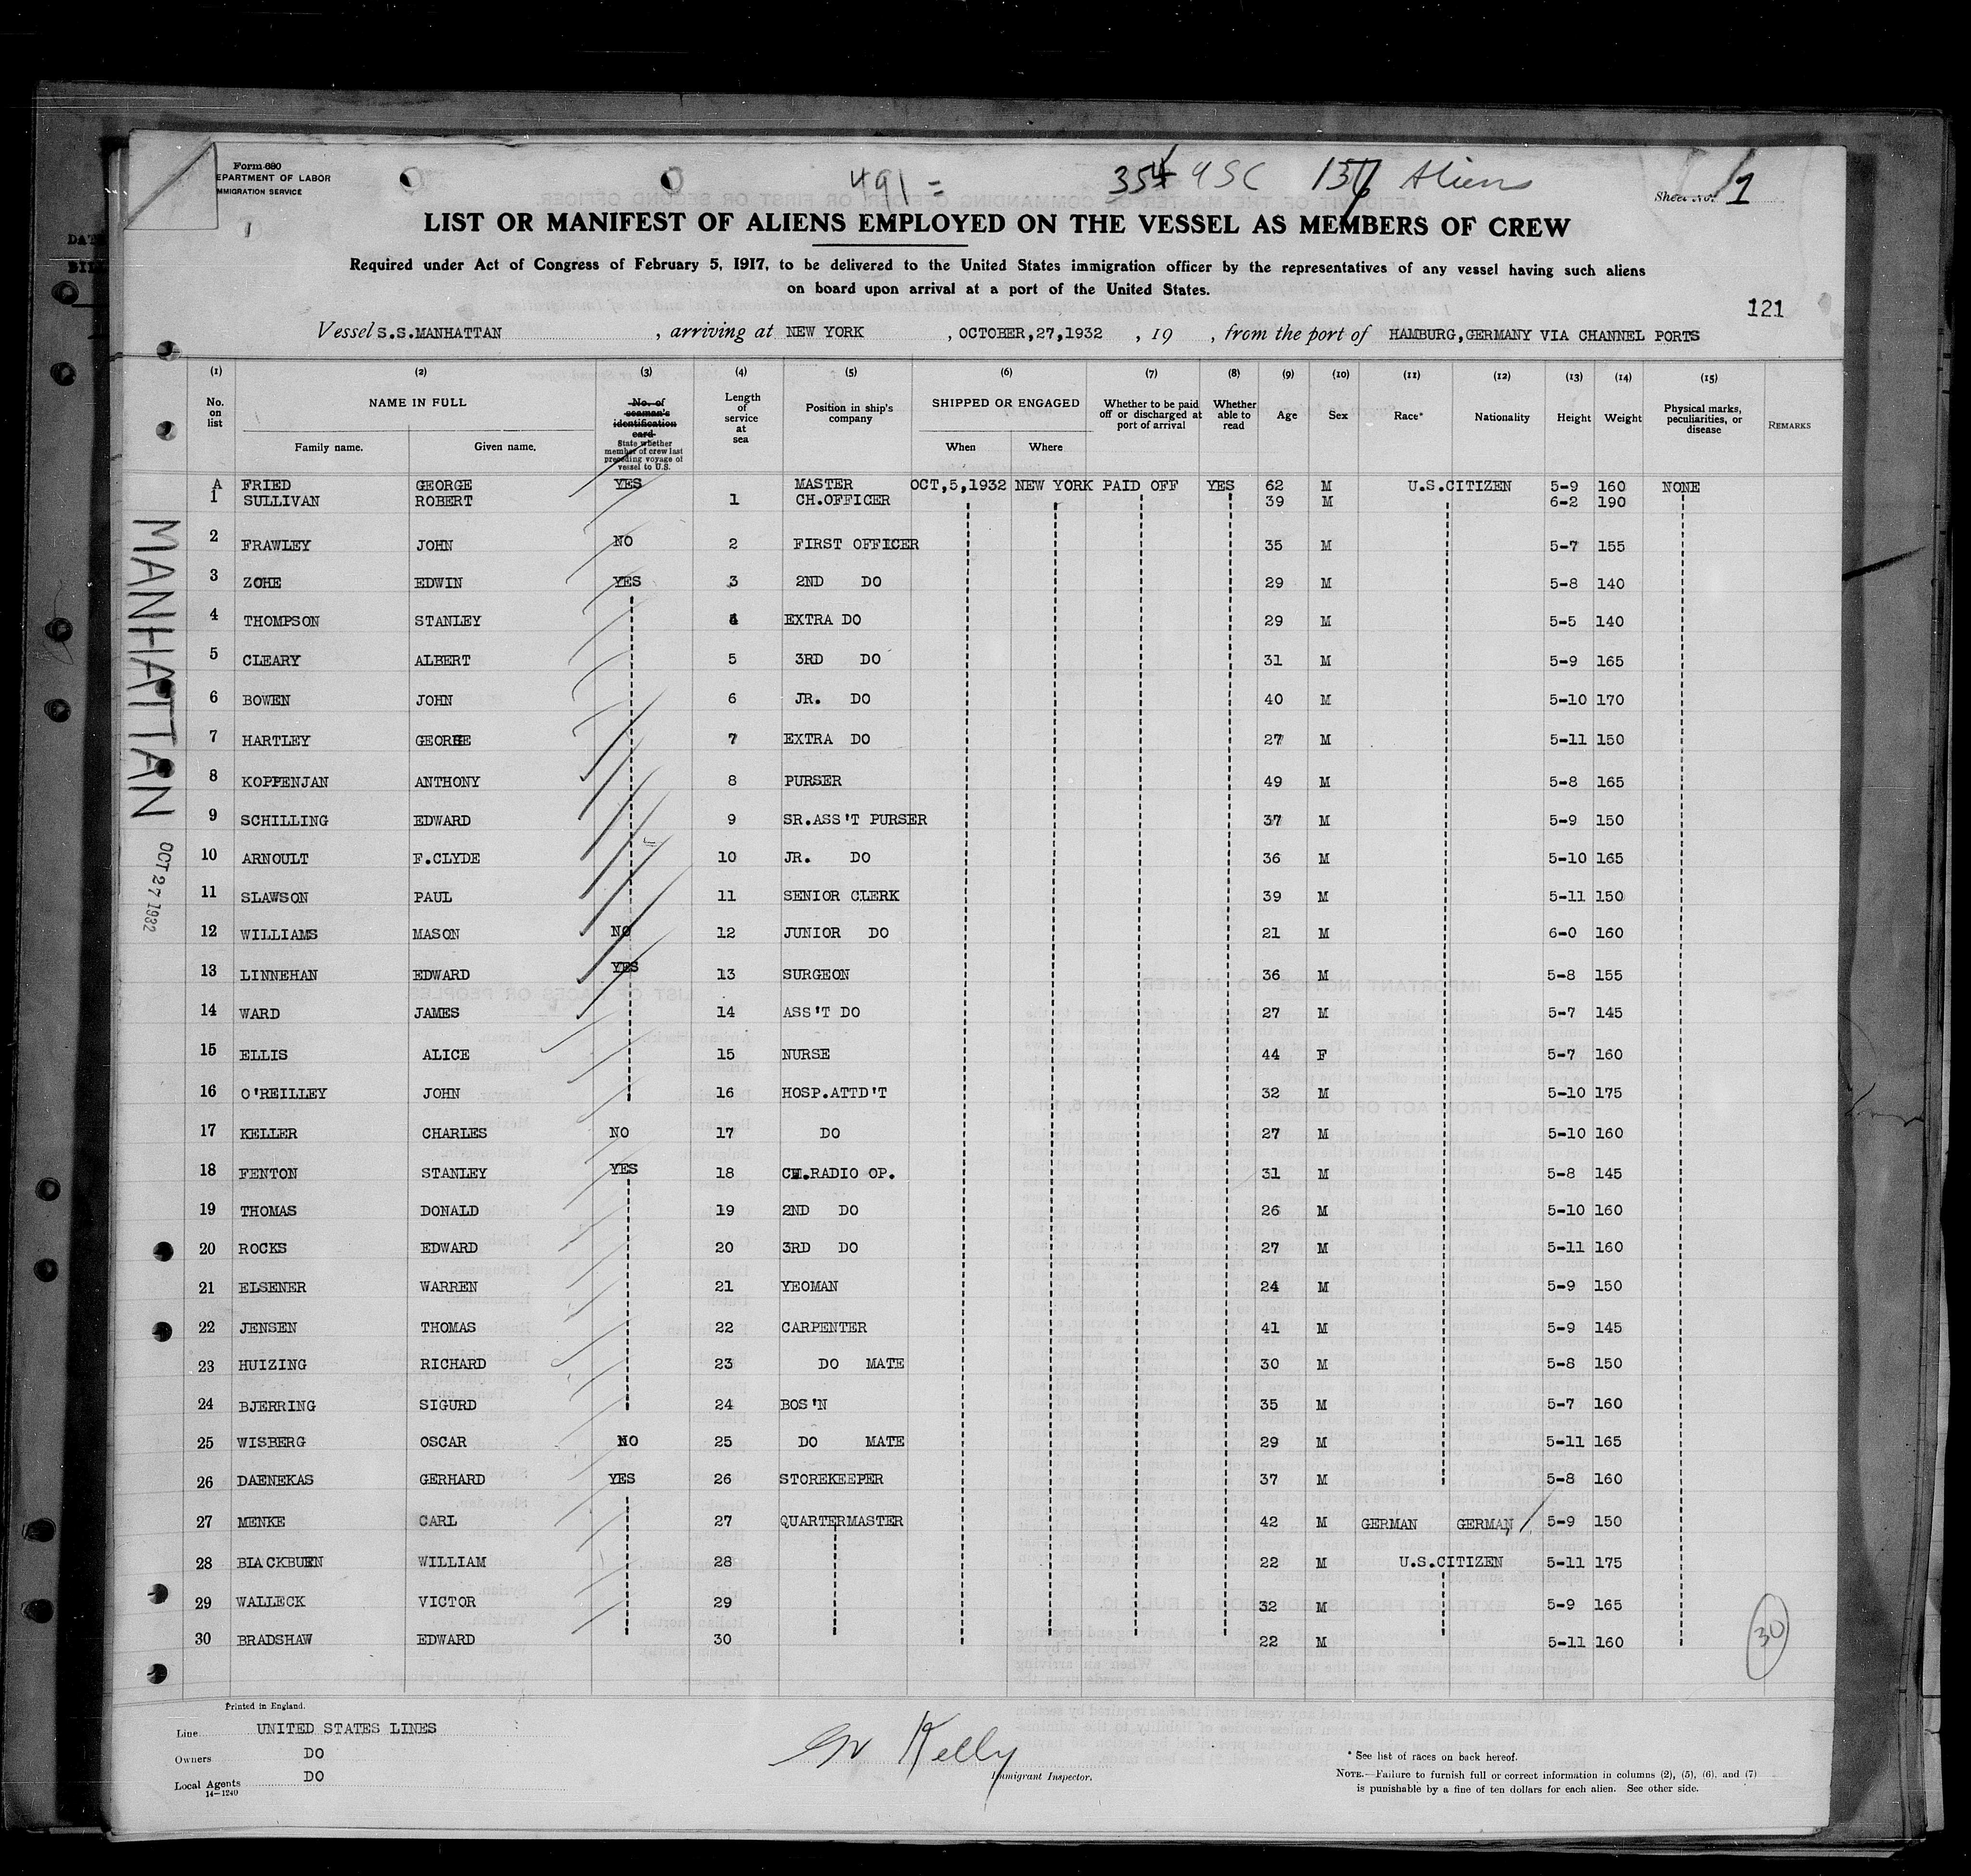 Form 680
DEPARTMENT OF LABOR
IMMIGRATION SERVICE
491 = 354 USC 137 Aliens
Sheet No. 1
LIST OR MANIFEST OF ALIENS EMPLOYED ON THE VESSEL AS MEMBERS OF CREW
Required under Act of Congress of February 5, 1917, to be delivered to the United States immigration officer by the representatives of any vessel having such aliens
on board upon arrival at a port of the United States.
121
Vessel S.S.MANHATTAN , arriving at NEW YORK , OCTOBER,27,1932 , 19 , from the port of HAMBURG,GERMANY VIA CHANNEL PORTS
(1) (2) (3) (4) (5) (6) (7) (8) (9) (10) (11) (12) (13) (14) (15)
No. on list NAME IN FULL Family name. Given name. No. of seaman's identification card State whether member of crew last preceding voyage of vessel to U.S. Length of service at sea Position in ship's company SHIPPED OR ENGAGED When Where Whether to be paid off or discharged at port of arrival Whether able to read Age Sex Race* Nationality Height Weight Physical marks, peculiarities, or disease REMARKS
A FRIED GEORGE YES MASTER OCT,5,1932 NEW YORK PAID OFF YES 62 M U.S.CITIZEN 5-9 160 NONE
1 SULLIVAN ROBERT 1 CH.OFFICER 39 M 6-2 190
2 FRAWLEY JOHN NO 2 FIRST OFFICER 35 M 5-7 155
3 ZOHE EDWIN YES 3 2ND DO 29 M 5-8 140
4 THOMPSON STANLEY 4 EXTRA DO 29 M 5-5 140
5 CLEARY ALBERT 5 3RD DO 31 M 5-9 165
6 BOWEN JOHN 6 JR. DO 40 M 5-10 170
7 HARTLEY GEORGE 7 EXTRA DO 27 M 5-11 150
8 KOPPENJAN ANTHONY 8 PURSER 49 M 5-8 165
9 SCHILLING EDWARD 9 SR.ASS'T PURSER 37 M 5-9 150
10 ARNOULT F.CLYDE 10 JR. DO 36 M 5-10 165
11 SLAWSON PAUL 11 SENIOR CLERK 39 M 5-11 150
12 WILLIAMS MASON NO 12 JUNIOR DO 21 M 6-0 160
13 LINNEHAN EDWARD YES 13 SURGEON 36 M 5-8 155
14 WARD JAMES 14 ASS'T DO 27 M 5-7 145
15 ELLIS ALICE 15 NURSE 44 F 5-7 160
16 O'REILLEY JOHN 16 HOSP.ATTD'T 32 M 5-10 175
17 KELLER CHARLES NO 17 DO 27 M 5-10 160
18 FENTON STANLEY YES 18 CH.RADIO OP. 31 M 5-8 145
19 THOMAS DONALD 19 2ND DO 26 M 5-10 160
20 ROCKS EDWARD 20 3RD DO 27 M 5-11 160
21 ELSENER WARREN 21 YEOMAN 24 M 5-9 150
22 JENSEN THOMAS 22 CARPENTER 41 M 5-9 145
23 HUIZING RICHARD 23 DO MATE 30 M 5-8 150
24 BJERRING SIGURD 24 BOS'N 35 M 5-7 160
25 WISBERG OSCAR NO 25 DO MATE 29 M 5-11 165
26 DAENEKAS GERHARD YES 26 STOREKEEPER 37 M 5-8 160
27 MENKE CARL 27 QUARTERMASTER 42 M GERMAN GERMAN 5-9 150
28 BLACKBURN WILLIAM 28 22 M U.S.CITIZEN 5-11 175
29 WALLECK VICTOR 29 32 M 5-9 165
30 BRADSHAW EDWARD 30 22 M 5-11 160
30
MANHATTAN
OCT 27 1932
Printed in England.
Line UNITED STATES LINES
Owners DO
Local Agents DO
14-1240
Kelly
Immigrant Inspector.
* See list of races on back hereof.
NOTE.—Failure to furnish full or correct information in columns (2), (5), (6), and (7)
is punishable by a fine of ten dollars for each alien. See other side.